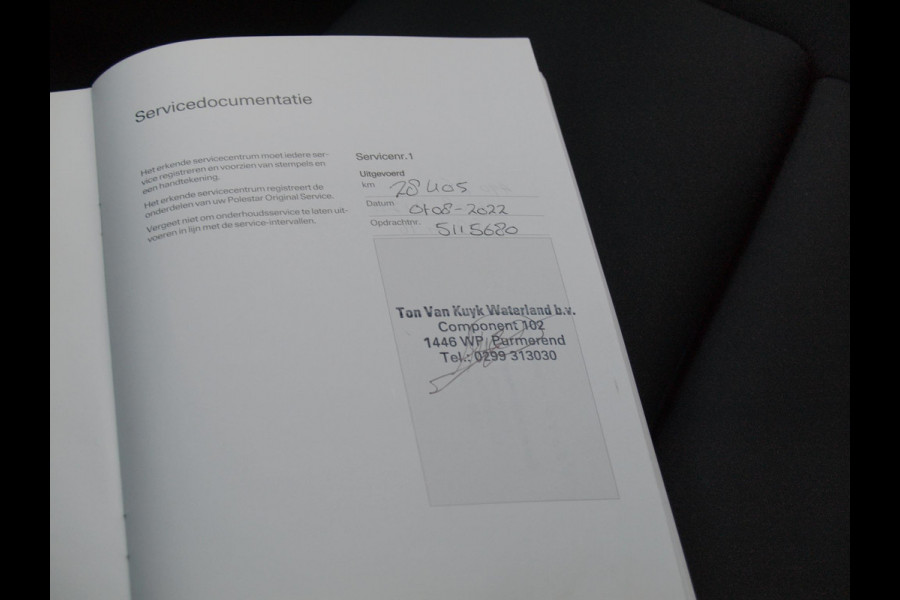 Servicedocumentatie
Het erkende servicecentrum moet iedere ser-
vice registreren en voorzien van stempels en
een handtekening.
Het erkende servicecentrum registreert de
onderdelen van uw Polestar Original Service.
Vergeet niet om onderhoudsservice te laten uit-
voeren in lijn met de service-intervallen.
Servicenr.1
Uitgevoerd
km 28405
Datum 01-08-2022
Opdrachtnr. 5115680
Ton Van Kuyk Waterland b.v.
Component 102
1446 WP Purmerend
Tel.: 0299 313030